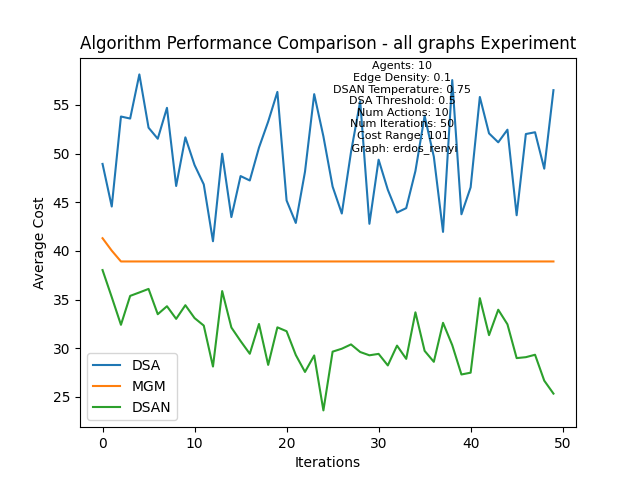 Algorithm Performance Comparison - all graphs Experiment
Agents: 10
Edge Density: 0.1
DSAN Temperature: 0.75
DSA Threshold: 0.5
Num Actions: 10
Num Iterations: 50
Cost Range: 101
Graph: erdor_renyi
Average Cost
55
50
45
40
35
30
25
DSA
MGM
DSAN
0 10 20 30 40 50
Iterations